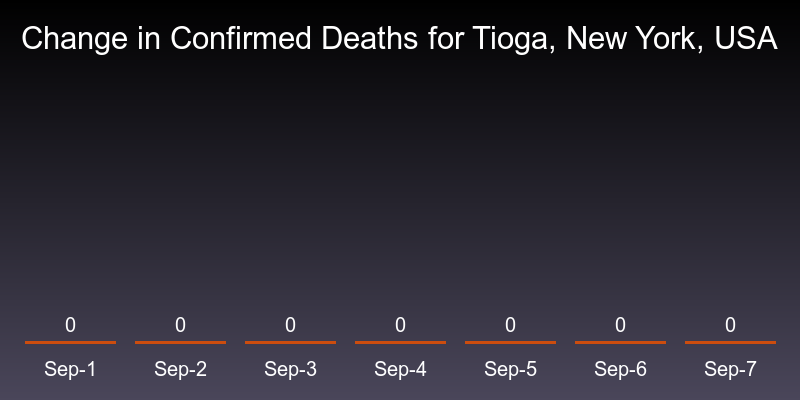 Change in Confirmed Deaths for Tioga, New York, USA
0 0 0 0 0 0 0
Sep-1 Sep-2 Sep-3 Sep-4 Sep-5 Sep-6 Sep-7